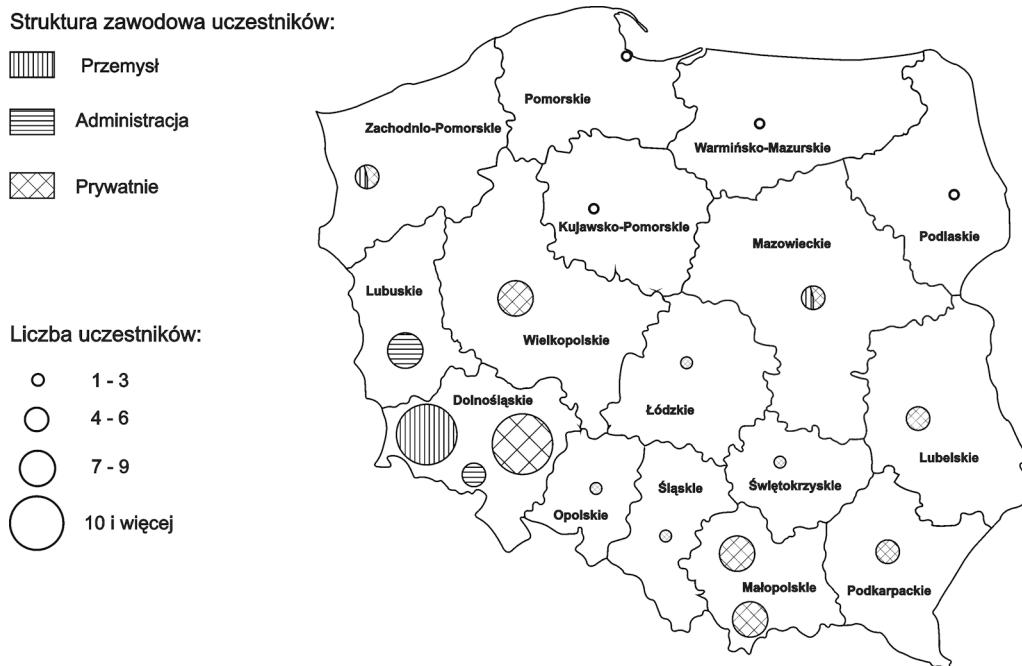 Struktura zawodowa uczestników:
Przemysł
Administracja
Prywatnie
Liczba uczestników:
1 - 3
4 - 6
7 - 9
10 i więcej
Pomorskie
Zachodnio-Pomorskie
Warmińsko-Mazurskie
Kujawsko-Pomorskie
Podlaskie
Mazowieckie
Lubuskie
Wielkopolskie
Dolnośląskie
Łódzkie
Lubelskie
Opolskie
Śląskie
Świętokrzyskie
Małopolskie
Podkarpackie